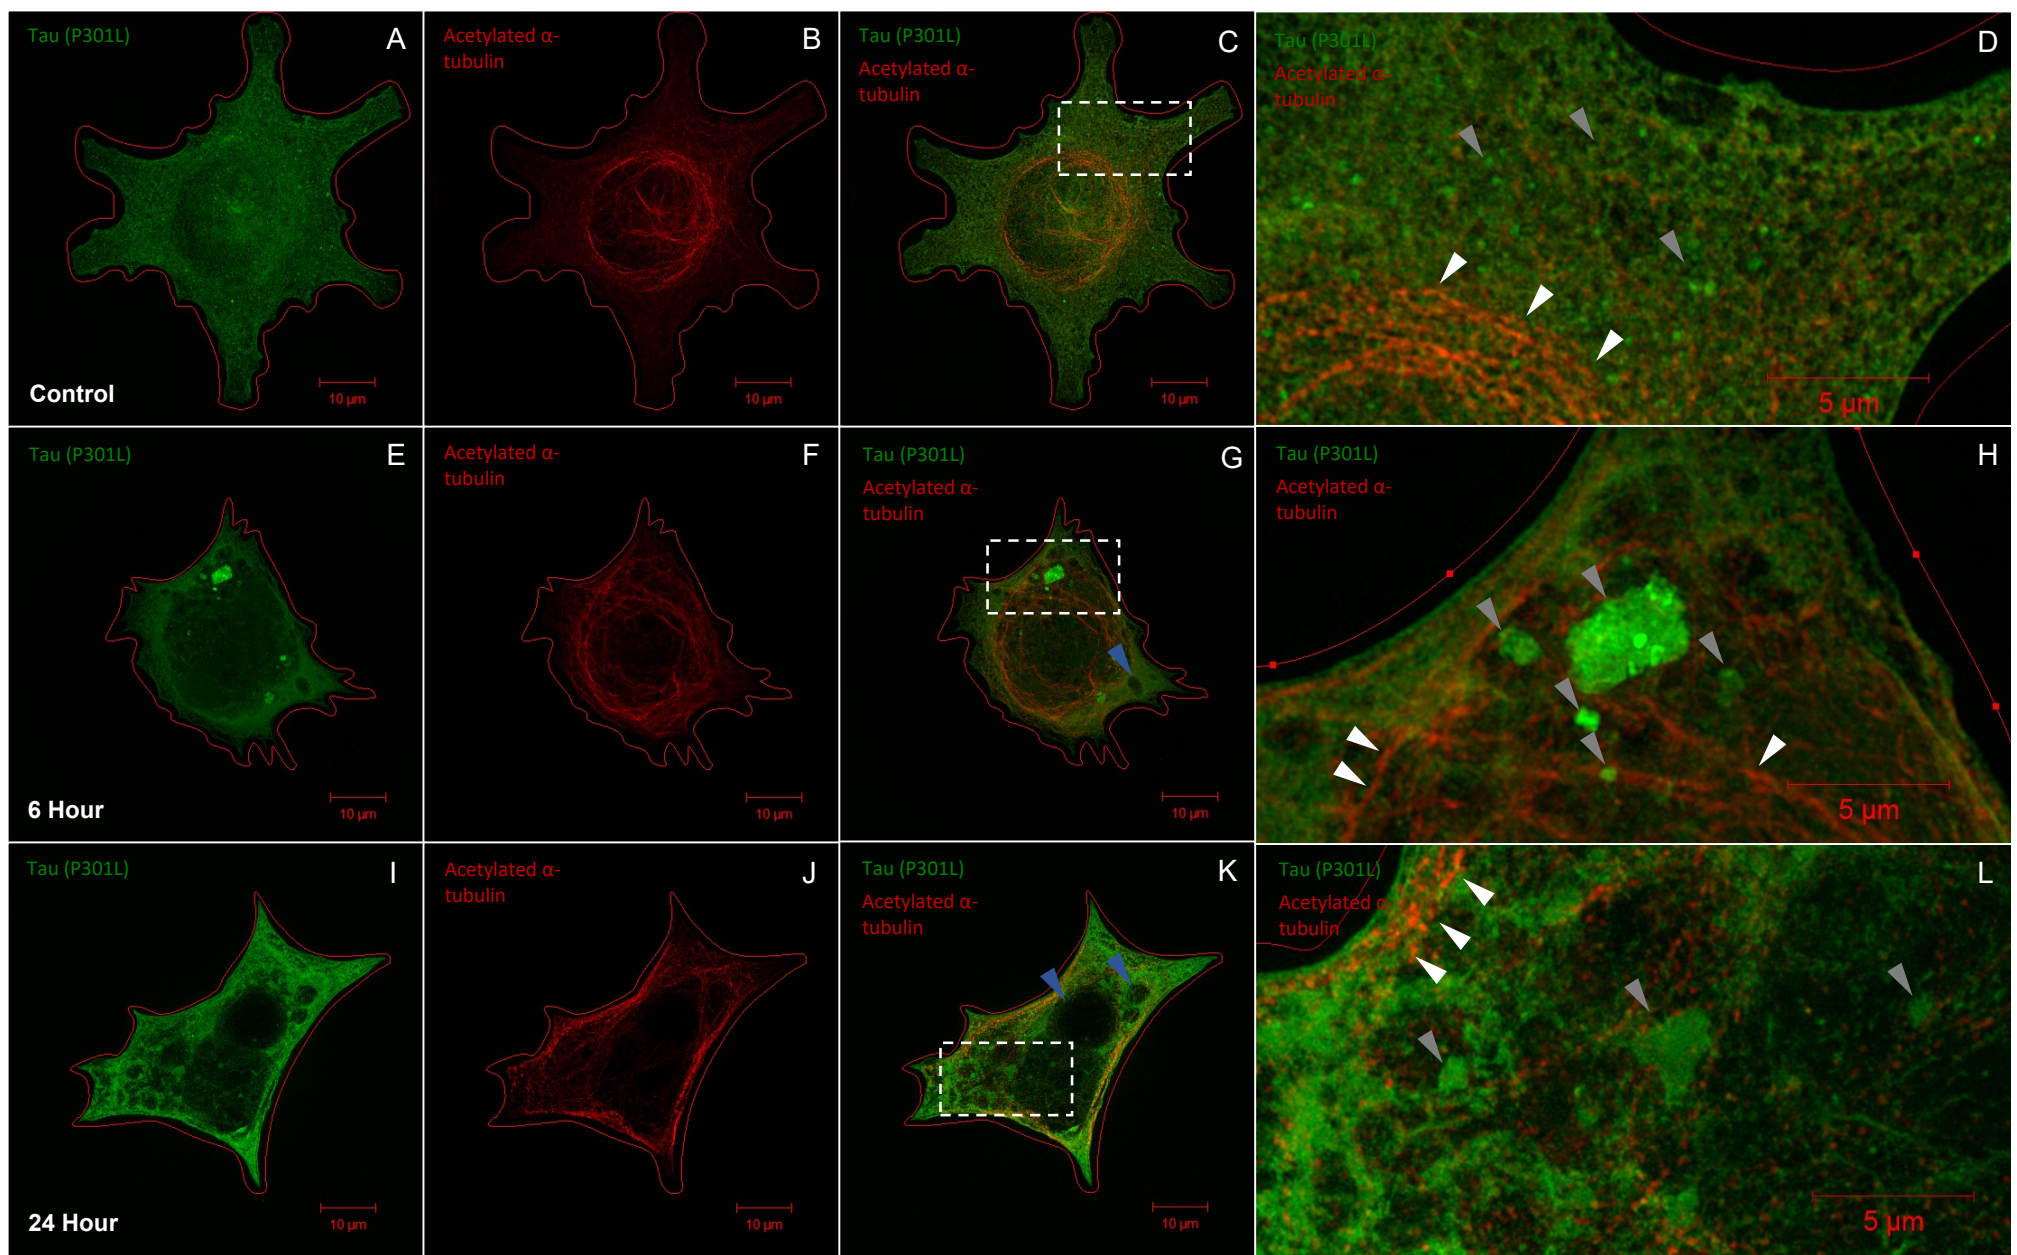 Tau (P301L)
A
Control
10 µm
Acetylated α-
tubulin
B
10 µm
Tau (P301L)
Acetylated α-
tubulin
C
10 µm
Tau (P301L)
Acetylated α-
tubulin
D
5 µm
Tau (P301L)
E
6 Hour
10 µm
Acetylated α-
tubulin
F
10 µm
Tau (P301L)
Acetylated α-
tubulin
G
10 µm
Tau (P301L)
Acetylated α-
tubulin
H
5 µm
Tau (P301L)
I
24 Hour
10 µm
Acetylated α-
tubulin
J
10 µm
Tau (P301L)
Acetylated α-
tubulin
K
10 µm
Tau (P301L)
Acetylated α-
tubulin
L
5 µm